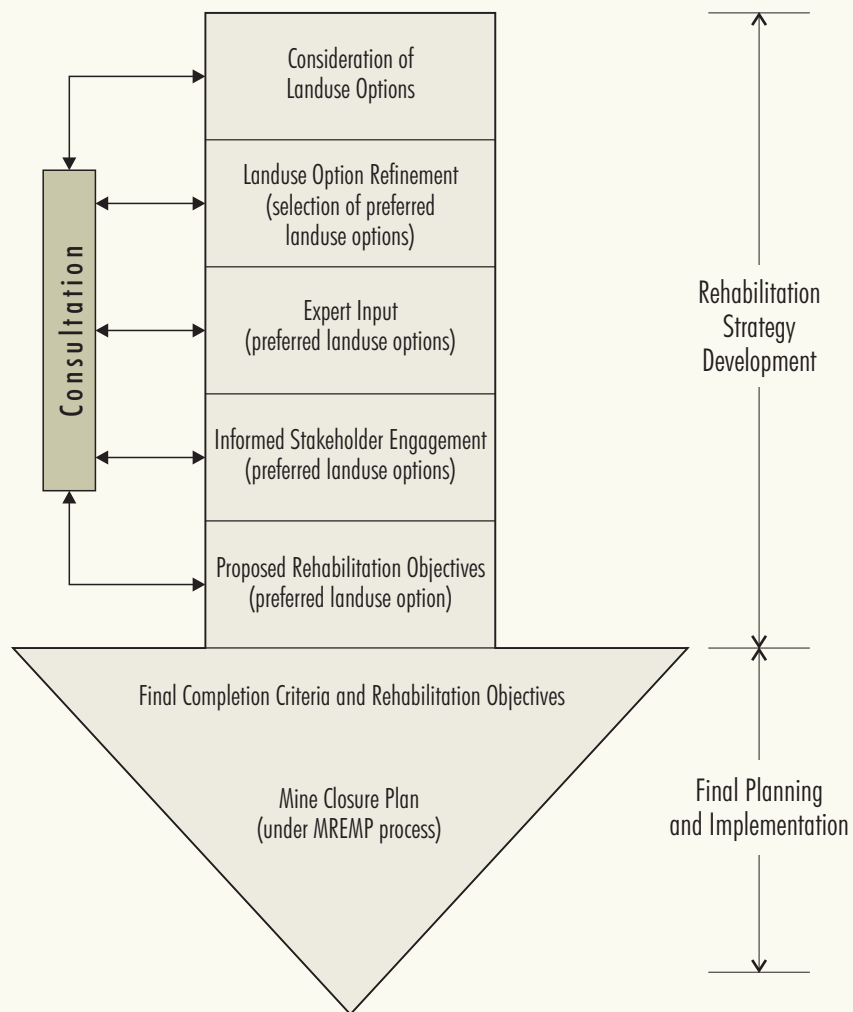 Consideration of
Landuse Options
Landuse Option Refinement
(selection of preferred
landuse options)
Expert Input
(preferred landuse options)
Informed Stakeholder Engagement
(preferred landuse options)
Proposed Rehabilitation Objectives
(preferred landuse option)
Consultation
Final Completion Criteria and Rehabilitation Objectives
Mine Closure Plan
(under MREMP process)
Rehabilitation
Strategy
Development
Final Planning
and Implementation